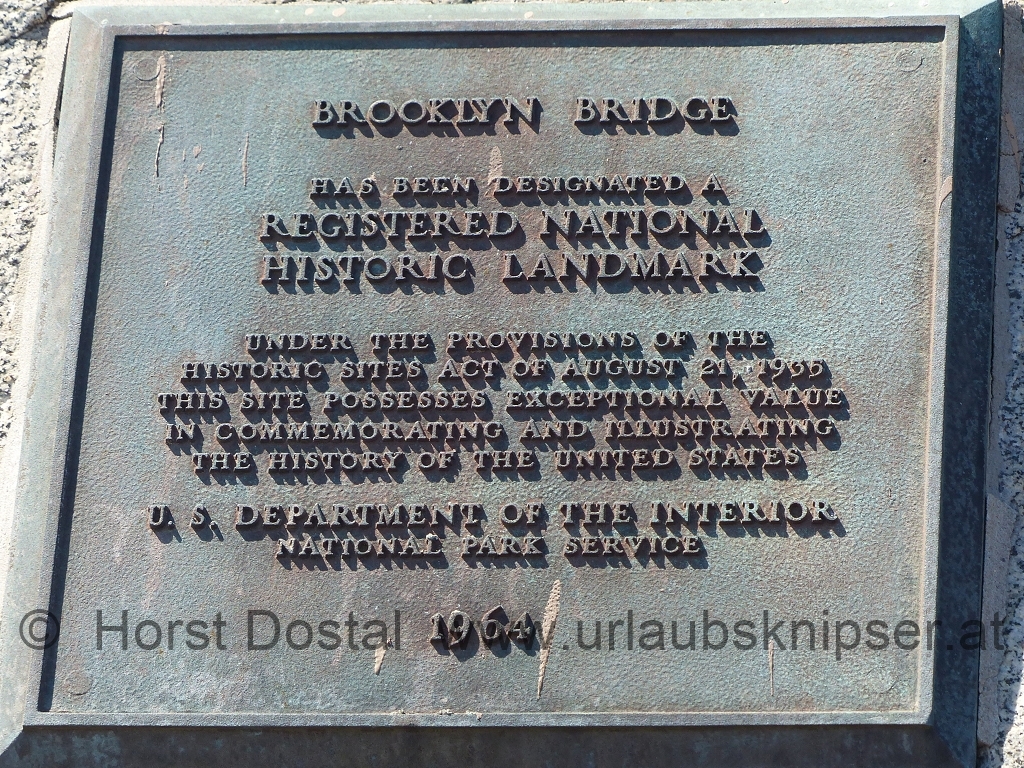 BROOKLYN BRIDGE
HAS BEEN DESIGNATED A
REGISTERED NATIONAL
HISTORIC LANDMARK
UNDER THE PROVISIONS OF THE
HISTORIC SITES ACT OF AUGUST 21, 1935
THIS SITE POSSESSES EXCEPTIONAL VALUE
IN COMMEMORATING AND ILLUSTRATING
THE HISTORY OF THE UNITED STATES
U. S. DEPARTMENT OF THE INTERIOR
NATIONAL PARK SERVICE
1964
© Horst Dostal www.urlaubsknipser.at